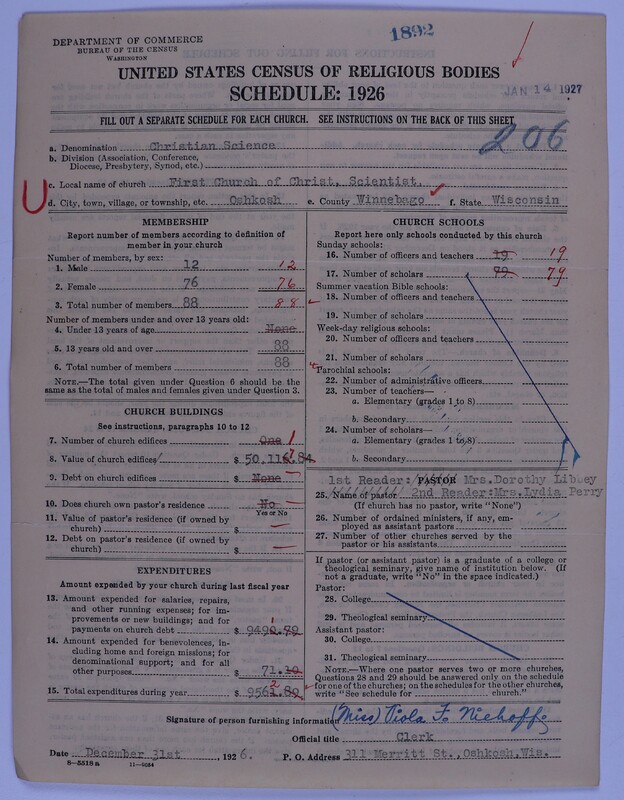 1892
DEPARTMENT OF COMMERCE
BUREAU OF THE CENSUS
WASHINGTON
UNITED STATES CENSUS OF RELIGIOUS BODIES
SCHEDULE: 1926
JAN 14 1927
FILL OUT A SEPARATE SCHEDULE FOR EACH CHURCH. SEE INSTRUCTIONS ON THE BACK OF THIS SHEET
206
a. Denomination Christian Science
b. Division (Association, Conference, Diocese, Presbytery, Synod, etc.)
c. Local name of church First Church of Christ, Scientist,
d. City, town, village, or township, etc. Oshkosh e. County Winnebago f. State Wisconsin
MEMBERSHIP
Report number of members according to definition of member in your church
Number of members, by sex:
1. Male 12 12
2. Female 76 76
3. Total number of members 88 88
Number of members under and over 13 years old:
4. Under 13 years of age None
5. 13 years old and over 88
6. Total number of members 88
NOTE.—The total given under Question 6 should be the same as the total of males and females given under Question 3.
CHURCH BUILDINGS
See instructions, paragraphs 10 to 12
7. Number of church edifices One 1
8. Value of church edifices $ 50,116.84
9. Debt on church edifices $ None
10. Does church own pastor's residence No
Yes or No
11. Value of pastor's residence (if owned by church) $
12. Debt on pastor's residence (if owned by church) $
EXPENDITURES
Amount expended by your church during last fiscal year
13. Amount expended for salaries, repairs, and other running expenses; for improvements or new buildings; and for payments on church debt $ 9490.79
14. Amount expended for benevolences, including home and foreign missions; for denominational support; and for all other purposes $ 71.10
15. Total expenditures during year $ 9561.89
CHURCH SCHOOLS
Report here only schools conducted by this church
Sunday schools:
16. Number of officers and teachers 19 19
17. Number of scholars 79 79
Summer vacation Bible schools:
18. Number of officers and teachers
19. Number of scholars
Week-day religious schools:
20. Number of officers and teachers
21. Number of scholars
Parochial schools:
22. Number of administrative officers
23. Number of teachers—
a. Elementary (grades 1 to 8)
b. Secondary
24. Number of scholars—
a. Elementary (grades 1 to 8)
b. Secondary
1st Reader: PASTOR Mrs.Dorothy Libbey
25. Name of pastor 2nd Reader:Mrs.Lydia Perry
(If church has no pastor, write "None")
26. Number of ordained ministers, if any, employed as assistant pastors
27. Number of other churches served by the pastor or his assistants
If pastor (or assistant pastor) is a graduate of a college or theological seminary, give name of institution below. (If not a graduate, write "No" in the space indicated.)
Pastor:
28. College
29. Theological seminary
Assistant pastor:
30. College
31. Theological seminary
NOTE.—Where one pastor serves two or more churches, Questions 28 and 29 should be answered only on the schedule for one of the churches; on the schedules for the other churches, write "See schedule for church."
Signature of person furnishing information (Miss) Viola F. Niehoff
Official title Clerk
Date December 31st, 1926. P. O. Address 311 Merritt St., Oshkosh, Wis.
8—5518 a 11—9084